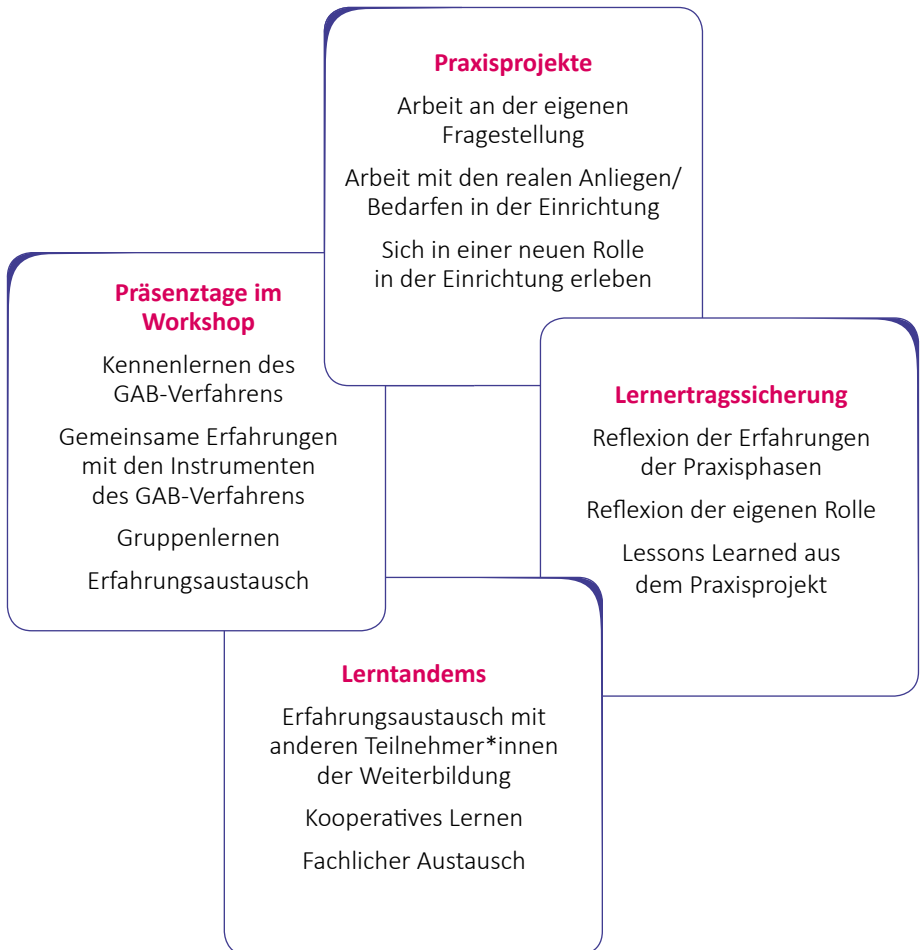 Praxisprojekte
Arbeit an der eigenen
Fragestellung
Arbeit mit den realen Anliegen/
Bedarfen in der Einrichtung
Sich in einer neuen Rolle
in der Einrichtung erleben
Präsenztage im
Workshop
Kennenlernen des
GAB-Verfahrens
Gemeinsame Erfahrungen
mit den Instrumenten
des GAB-Verfahrens
Gruppenlernen
Erfahrungsaustausch
Lernertragssicherung
Reflexion der Erfahrungen
der Praxisphasen
Reflexion der eigenen Rolle
Lessons Learned aus
dem Praxisprojekt
Lerntandems
Erfahrungsaustausch mit
anderen Teilnehmer*innen
der Weiterbildung
Kooperatives Lernen
Fachlicher Austausch